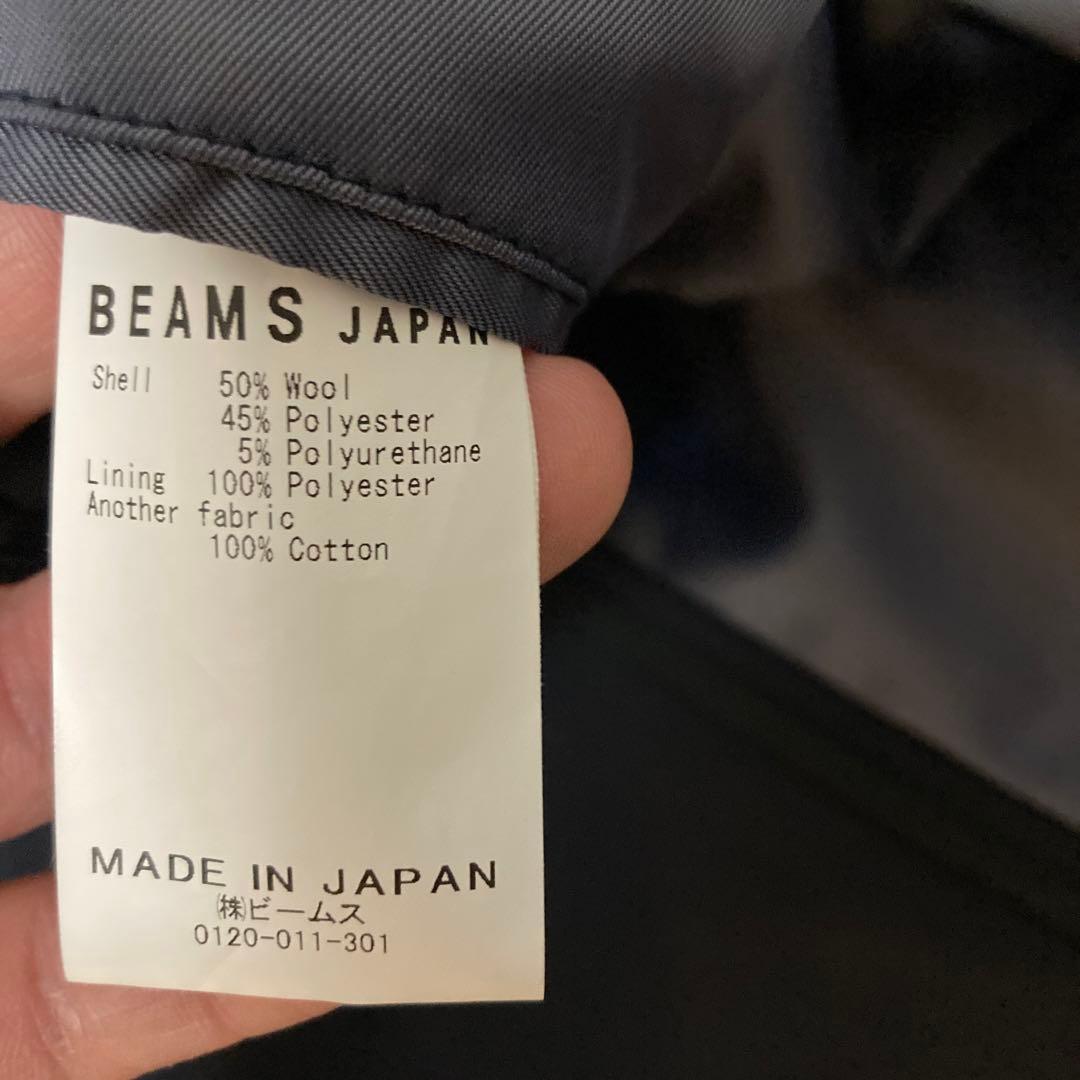 BEAMS JAPAN
Shell 50% Wool
45% Polyester
5% Polyurethane
Lining 100% Polyester
Another fabric
100% Cotton
MADE IN JAPAN
㈱ビームス
0120-011-301